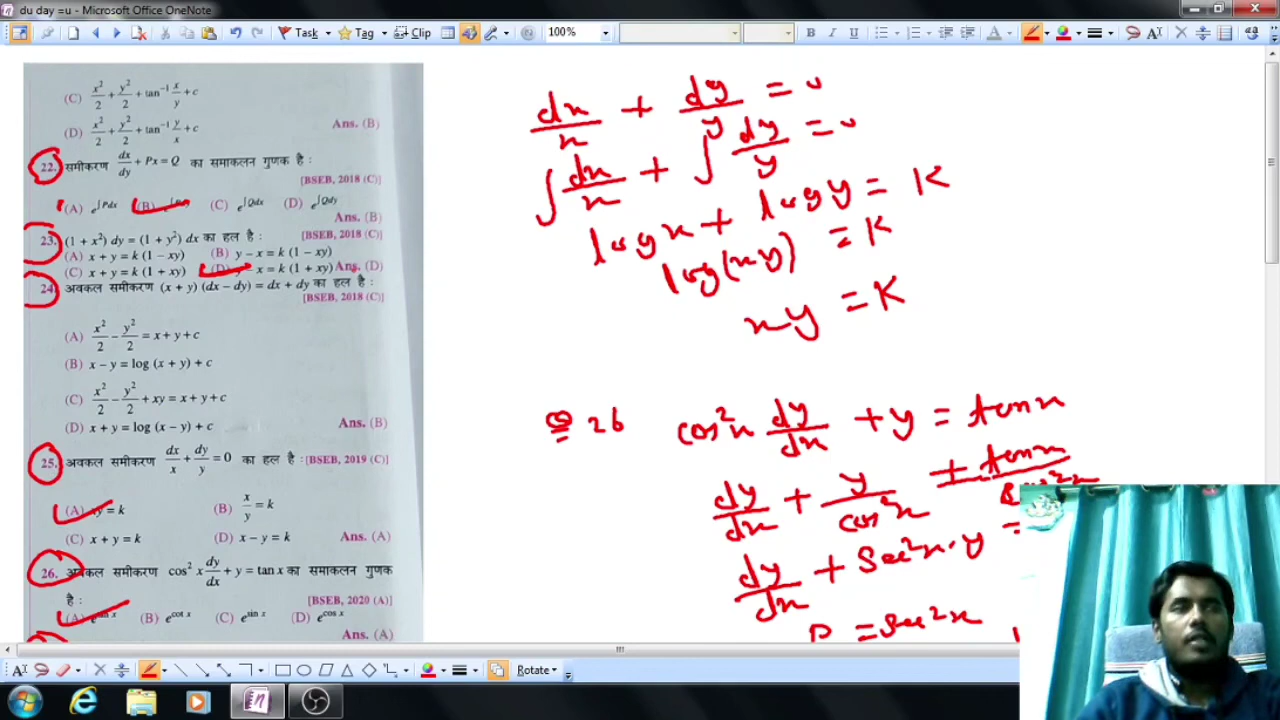 du day =u - Microsoft Office OneNote
Task Tag Clip 100% B I U
(C) x²/2 + y²/2 + tan⁻¹ x/y + c
(D) x²/2 + y²/2 + tan⁻¹ y/x + c
Ans. (B)
22. समीकरण dx/dy + Px = Q का समाकलन गुणक है :
[BSEB, 2018 (C)]
(A) e^∫Pdx (B) (C) e^∫Qdx (D) e^∫Qdy
Ans. (B)
23. (1 + x²) dy = (1 + y²) dx का हल है : [BSEB, 2018 (C)]
(A) x + y = k (1 − xy) (B) y − x = k (1 − xy)
(C) x + y = k (1 + xy) (D) y − x = k (1 + xy) Ans. (D)
24. अवकल समीकरण (x + y) (dx − dy) = dx + dy का हल है :
[BSEB, 2018 (C)]
(A) x²/2 − y²/2 = x + y + c
(B) x − y = log (x + y) + c
(C) x²/2 − y²/2 + xy = x + y + c
(D) x + y = log (x − y) + c
Ans. (B)
25. अवकल समीकरण dx/x + dy/y = 0 का हल है : [BSEB, 2019 (C)]
(A) xy = k (B) x/y = k
(C) x + y = k (D) x − y = k Ans. (A)
26. अवकल समीकरण cos² x dy/dx + y = tan x का समाकलन गुणक
है :
[BSEB, 2020 (A)]
(A) e^tan x (B) e^cot x (C) e^sin x (D) e^cos x
Ans. (A)
dx/x + dy/y = 0
∫dx/x + ∫dy/y = 0
log x + log y = K
log(xy) = K
xy = K
Q 26 cos²x dy/dx + y = tan x
dy/dx + y/cos²x = tan x/cos²x
dy/dx + Sec²x · y =
P = Sec²x
Rotate